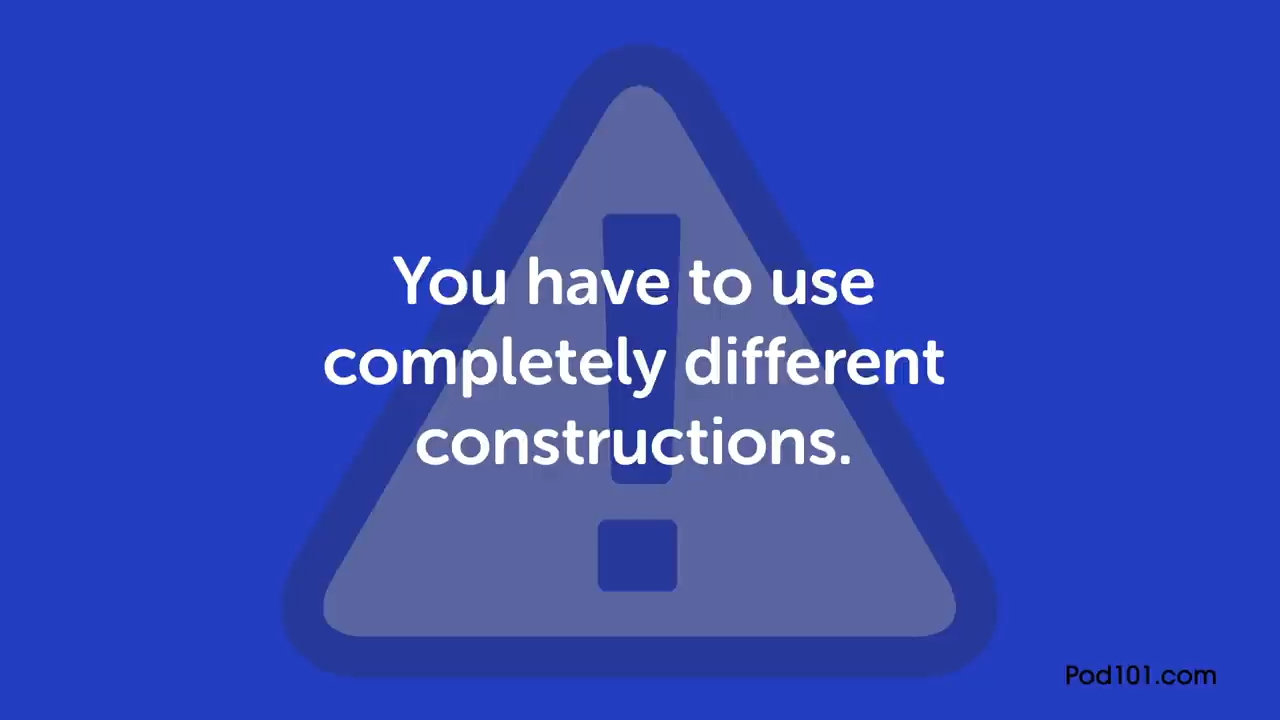 You have to use
completely different
constructions.
Pod101.com